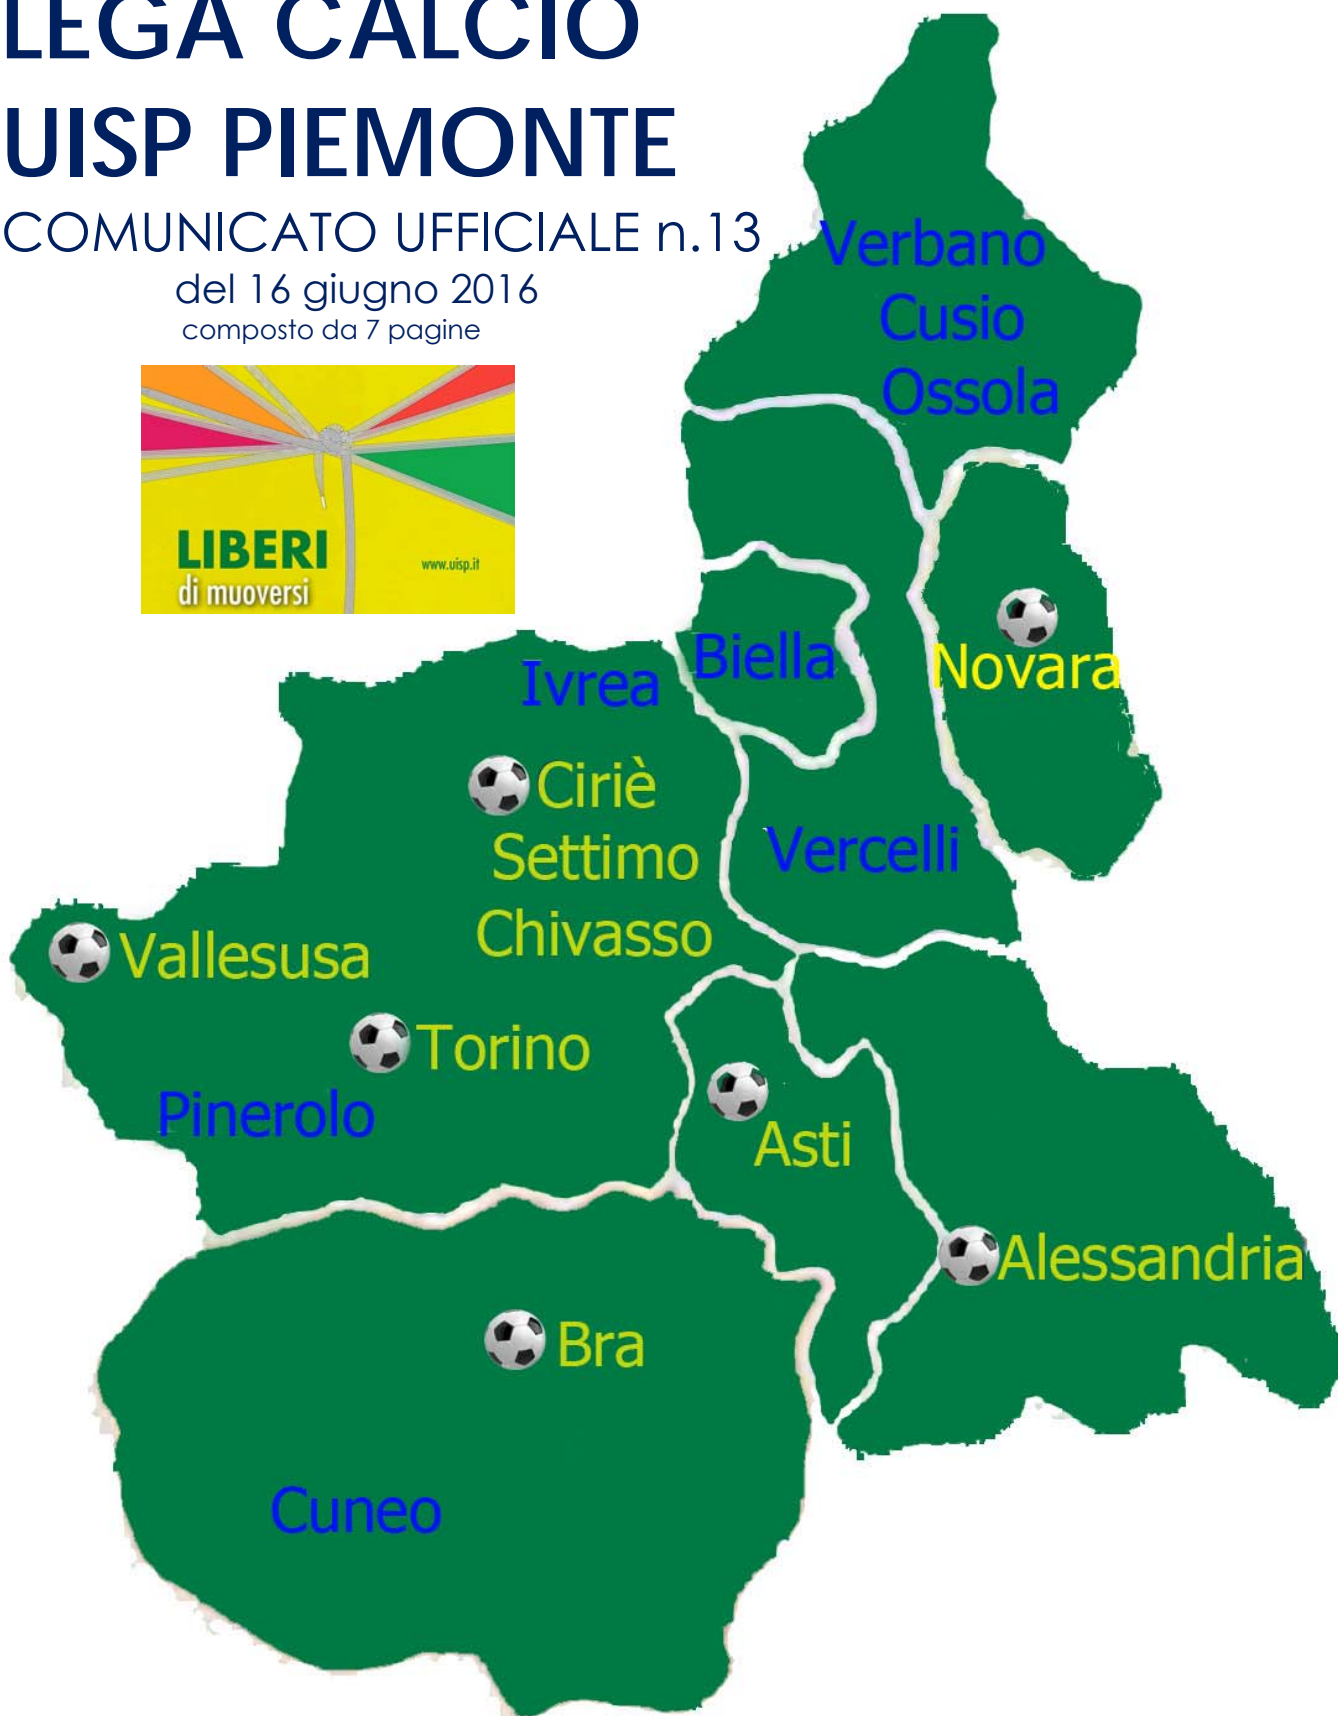 LEGA CALCIO
UISP PIEMONTE
COMUNICATO UFFICIALE n.13
del 16 giugno 2016
composto da 7 pagine
LIBERI
di muoversi
www.uisp.it
Verbano
Cusio
Ossola
Novara
Biella
Ivrea
Ciriè
Settimo
Chivasso
Vercelli
Vallesusa
Torino
Pinerolo
Asti
Alessandria
Bra
Cuneo